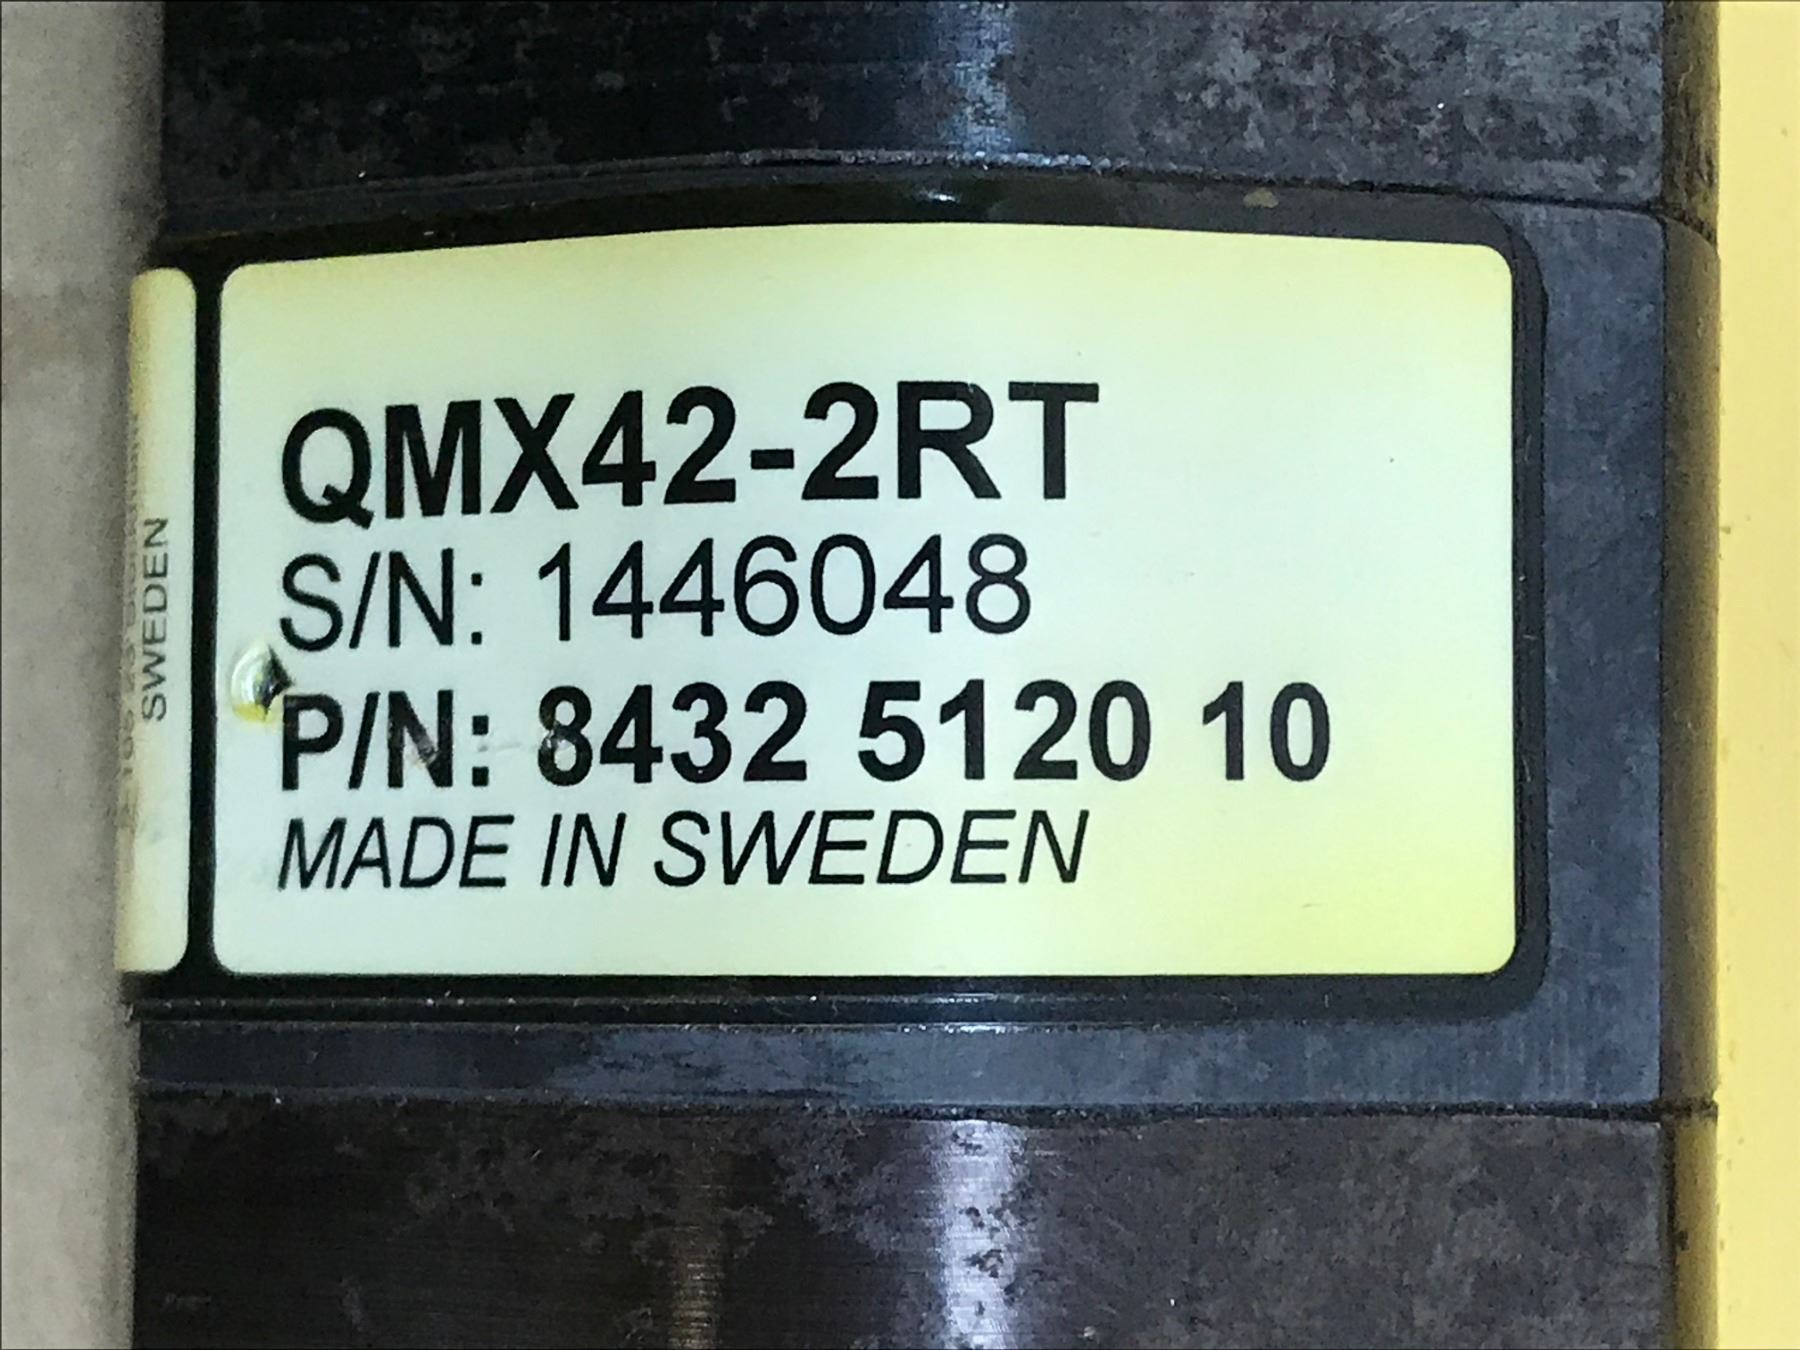 QMX42-2RT
S/N: 1446048
P/N: 8432 5120 10
MADE IN SWEDEN
SWEDEN